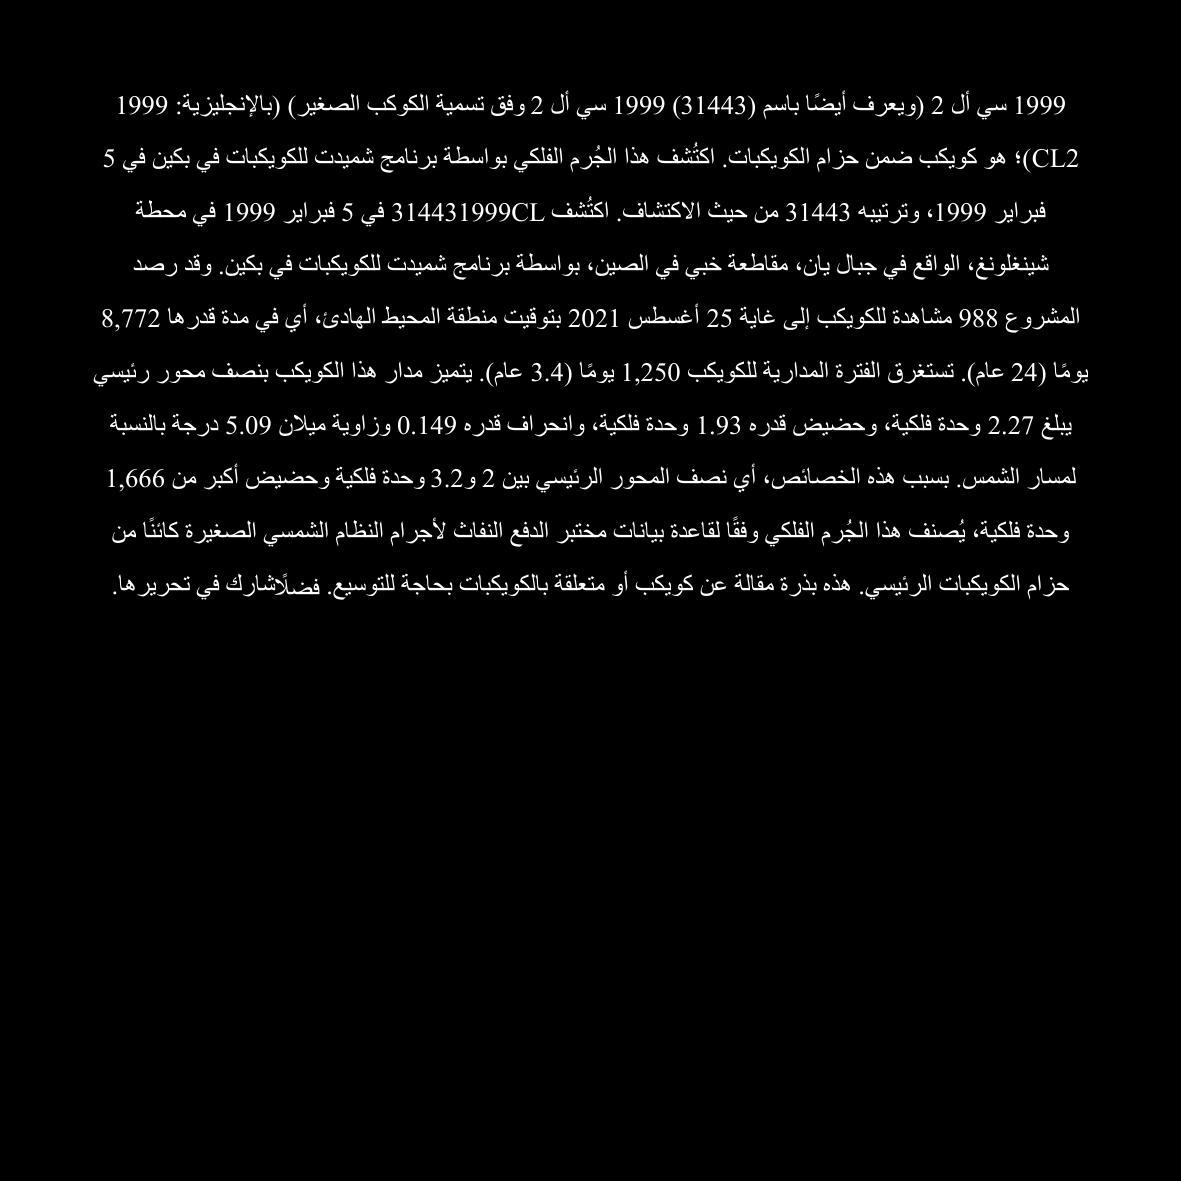 1999 سي أل 2 (ويعرف أيضًا باسم (31443) 1999 سي أل 2 وفق تسمية الكوكب الصغير) (بالإنجليزية: 1999
CL2)؛ هو كويكب ضمن حزام الكويكبات. اكتُشف هذا الجُرم الفلكي بواسطة برنامج شميدت للكويكبات في بكين في 5
فبراير 1999، وترتيبه 31443 من حيث الاكتشاف. اكتُشف 314431999CL في 5 فبراير 1999 في محطة
شينغلونغ، الواقع في جبال يان، مقاطعة خبي في الصين، بواسطة برنامج شميدت للكويكبات في بكين. وقد رصد
المشروع 988 مشاهدة للكويكب إلى غاية 25 أغسطس 2021 بتوقيت منطقة المحيط الهادئ، أي في مدة قدرها 8,772
يومًا (24 عام). تستغرق الفترة المدارية للكويكب 1,250 يومًا (3.4 عام). يتميز مدار هذا الكويكب بنصف محور رئيسي
يبلغ 2.27 وحدة فلكية، وحضيض قدره 1.93 وحدة فلكية، وانحراف قدره 0.149 وزاوية ميلان 5.09 درجة بالنسبة
لمسار الشمس. بسبب هذه الخصائص، أي نصف المحور الرئيسي بين 2 و3.2 وحدة فلكية وحضيض أكبر من 1,666
وحدة فلكية، يُصنف هذا الجُرم الفلكي وفقًا لقاعدة بيانات مختبر الدفع النفاث لأجرام النظام الشمسي الصغيرة كائنًا من
حزام الكويكبات الرئيسي. هذه بذرة مقالة عن كويكب أو متعلقة بالكويكبات بحاجة للتوسيع. فضلًاشارك في تحريرها.